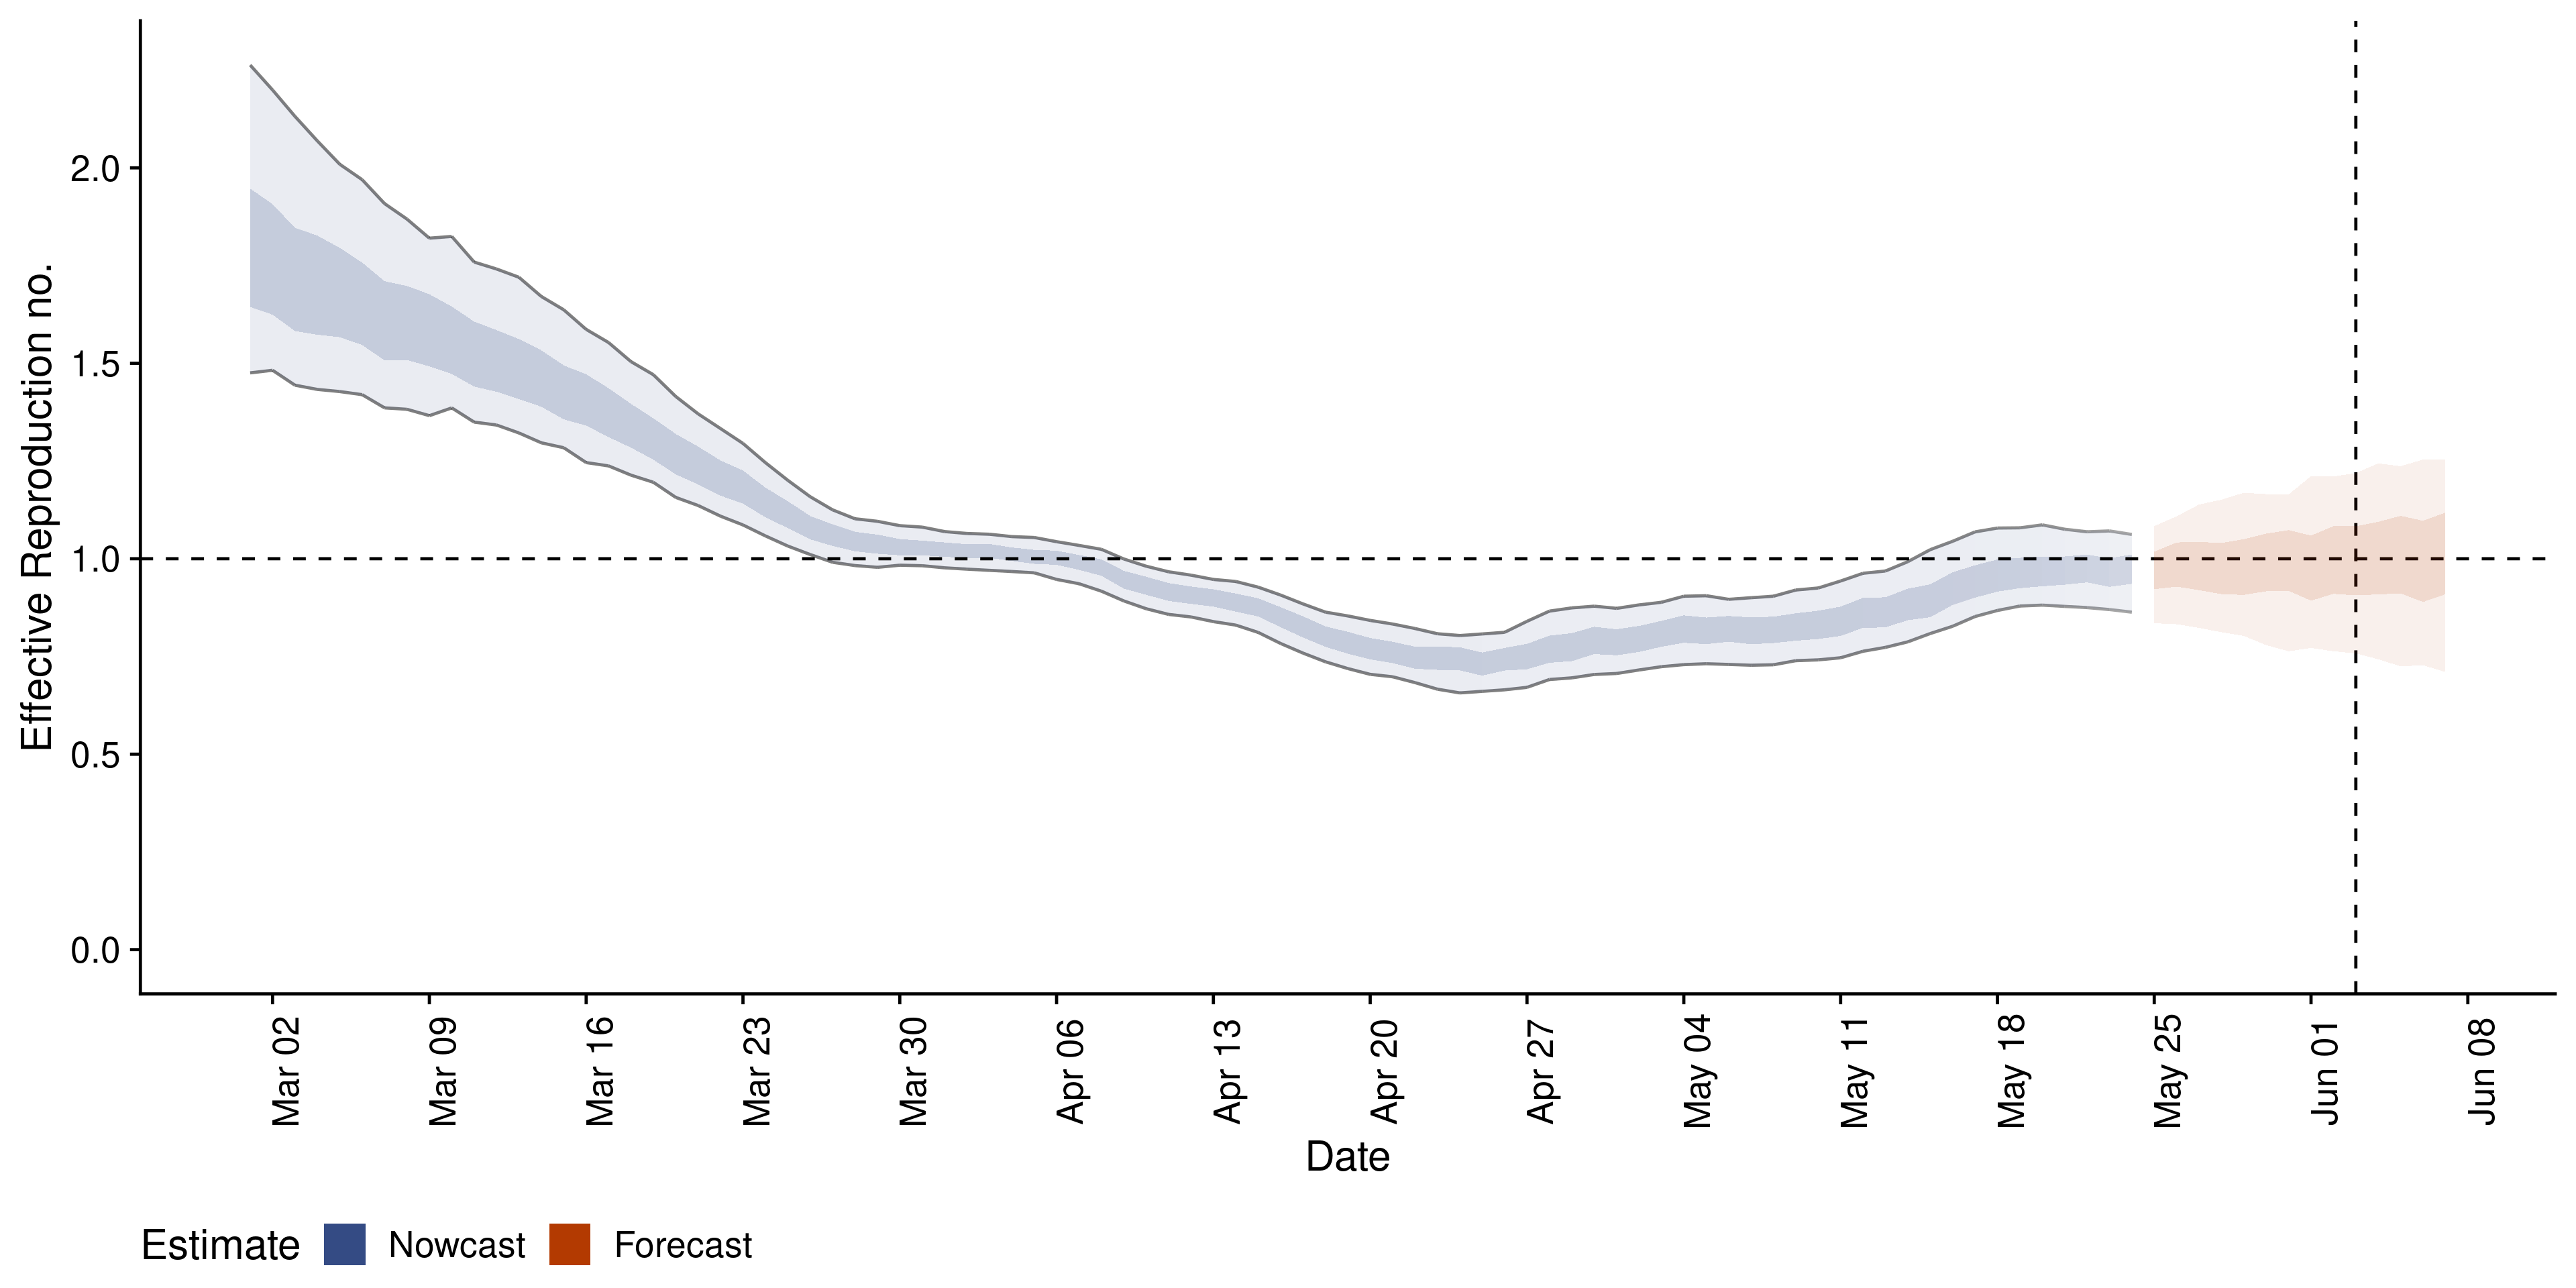 Effective Reproduction no.
2.0
1.5
1.0
0.5
0.0
Mar 02
Mar 09
Mar 16
Mar 23
Mar 30
Apr 06
Apr 13
Apr 20
Apr 27
May 04
May 11
May 18
May 25
Jun 01
Jun 08
Date
Estimate Nowcast Forecast